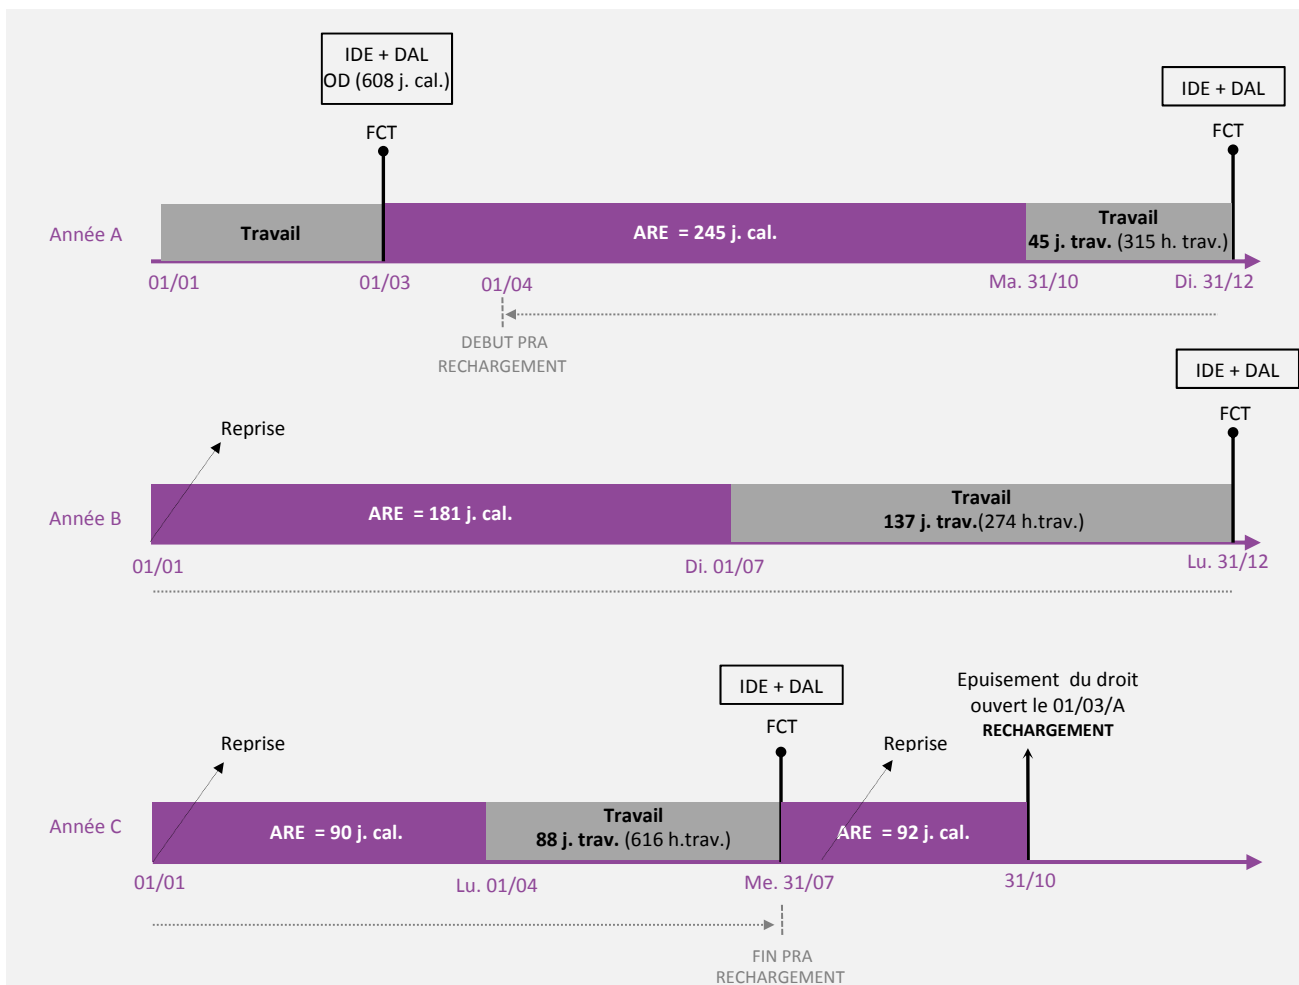 IDE + DAL
OD (608 j. cal.)
FCT
IDE + DAL
FCT
Année A
Travail
ARE = 245 j. cal.
Travail
45 j. trav. (315 h. trav.)
01/01
01/03
01/04
Ma. 31/10
Di. 31/12
DEBUT PRA
RECHARGEMENT
IDE + DAL
FCT
Reprise
Année B
ARE = 181 j. cal.
Travail
137 j. trav.(274 h.trav.)
01/01
Di. 01/07
Lu. 31/12
IDE + DAL
FCT
Epuisement du droit
ouvert le 01/03/A
RECHARGEMENT
Reprise
Reprise
Année C
ARE = 90 j. cal.
Travail
88 j. trav. (616 h.trav.)
ARE = 92 j. cal.
01/01
Lu. 01/04
Me. 31/07
31/10
FIN PRA
RECHARGEMENT